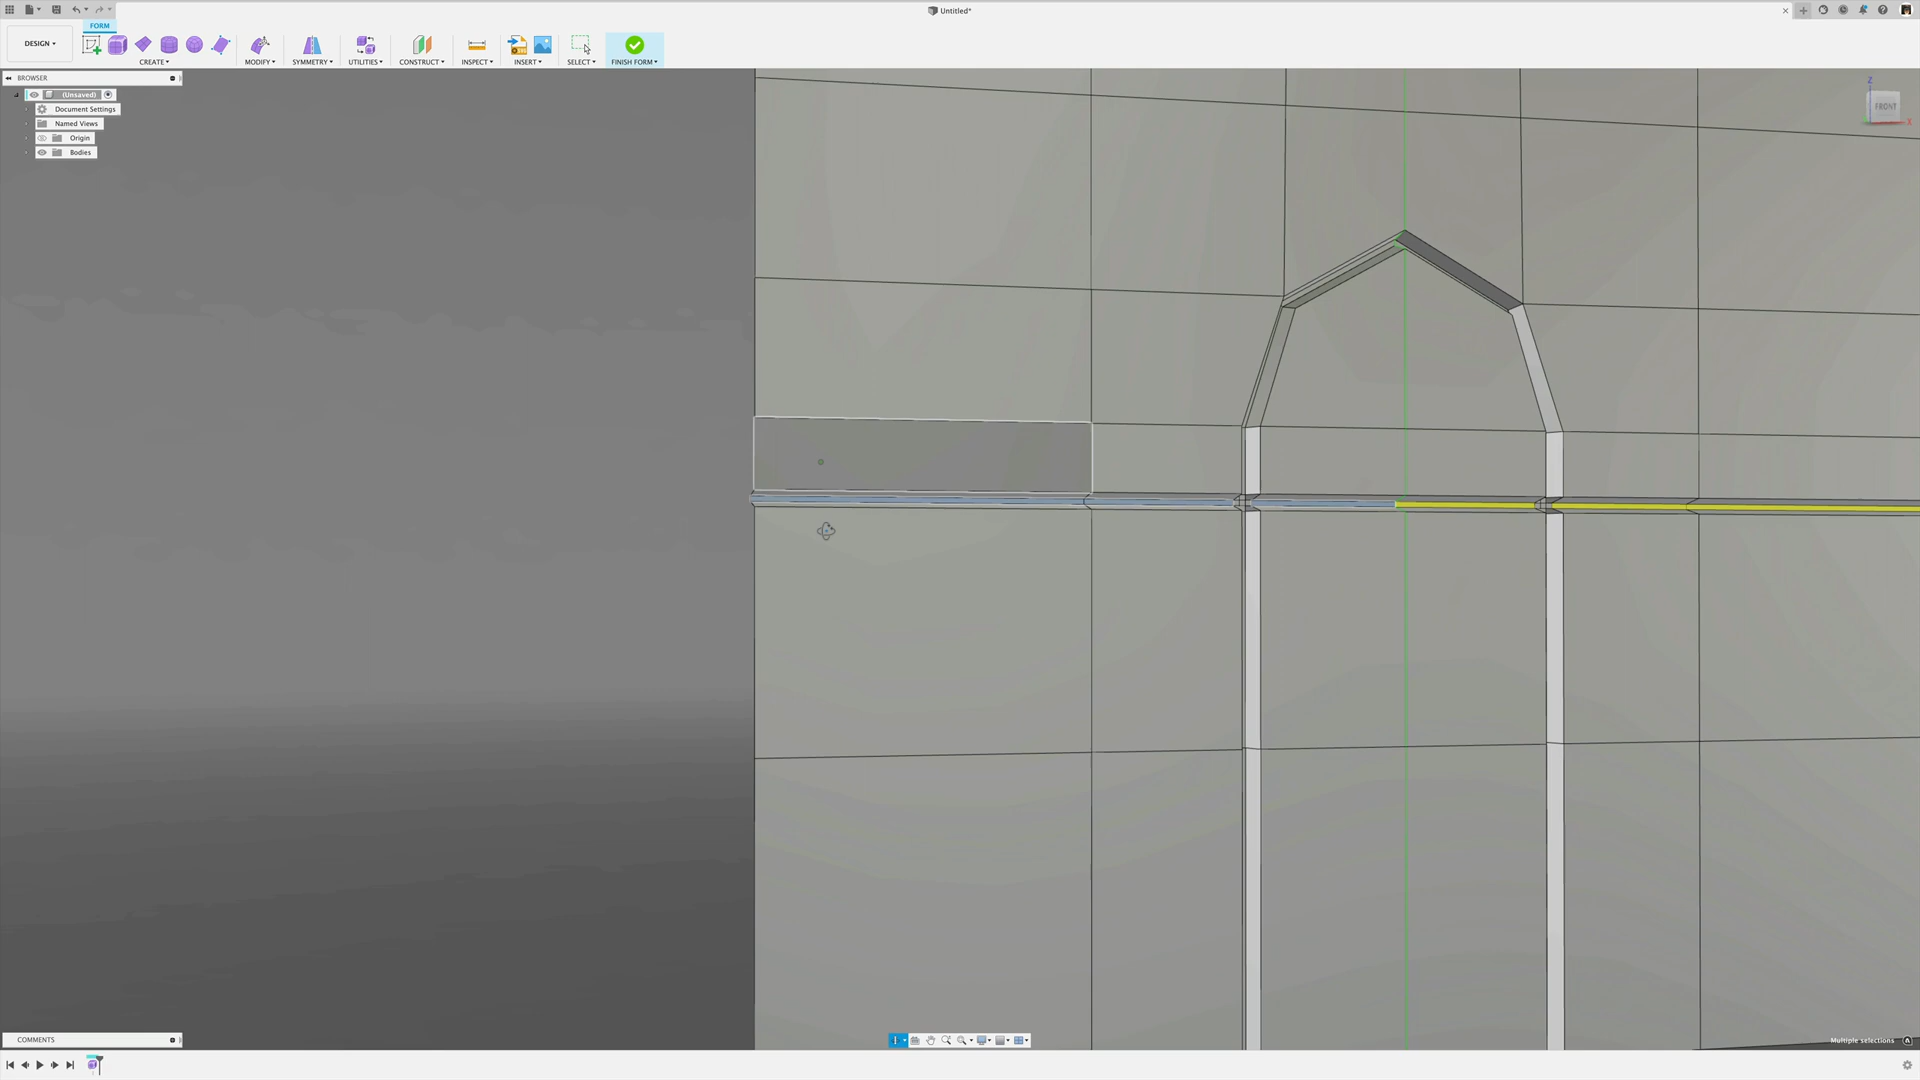 Untitled*
DESIGN
FORM
CREATE
MODIFY
SYMMETRY
UTILITIES
CONSTRUCT
INSPECT
INSERT
SELECT
FINISH FORM
BROWSER
(Unsaved)
Document Settings
Named Views
Origin
Bodies
Z
FRONT
X
COMMENTS
Multiple selections